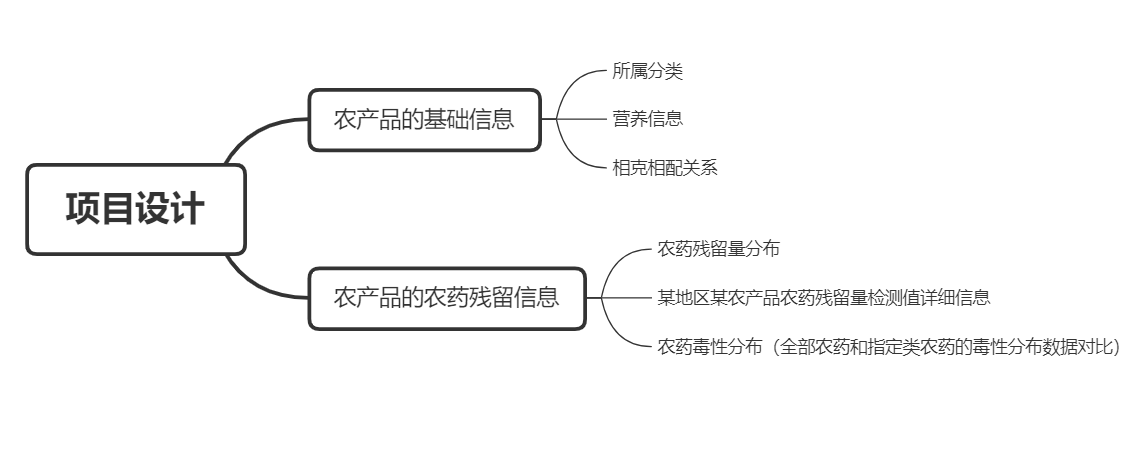 项目设计
农产品的基础信息
所属分类
营养信息
相克相配关系
农产品的农药残留信息
农药残留量分布
某地区某农产品农药残留量检测值详细信息
农药毒性分布（全部农药和指定类农药的毒性分布数据对比）